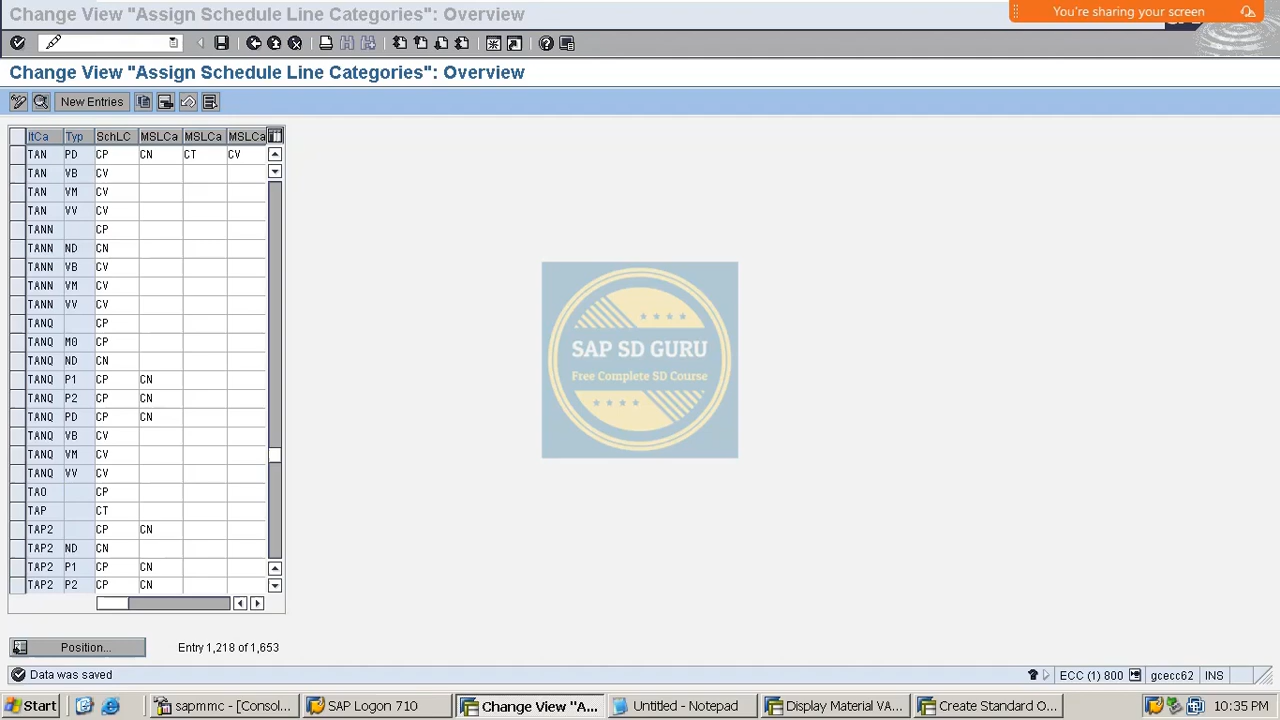 Change View "Assign Schedule Line Categories": Overview
You're sharing your screen
Change View "Assign Schedule Line Categories": Overview
New Entries
ItCa Typ SchLC MSLCa MSLCa MSLCa
TAN PD CP CN CT CV
TAN VB CV
TAN VM CV
TAN VV CV
TANN CP
TANN ND CN
TANN VB CV
TANN VM CV
TANN VV CV
TANQ CP
TANQ M0 CP
TANQ ND CN
TANQ P1 CP CN
TANQ P2 CP CN
TANQ PD CP CN
TANQ VB CV
TANQ VM CV
TANQ VV CV
TAO CP
TAP CT
TAP2 CP CN
TAP2 ND CN
TAP2 P1 CP CN
TAP2 P2 CP CN
SAP SD GURU
Free Complete SD Course
Position... Entry 1,218 of 1,653
Data was saved ECC (1) 800 gcecc62 INS
Start sapmmc - [Consol... SAP Logon 710 Change View "A... Untitled - Notepad Display Material VA... Create Standard O... 10:35 PM